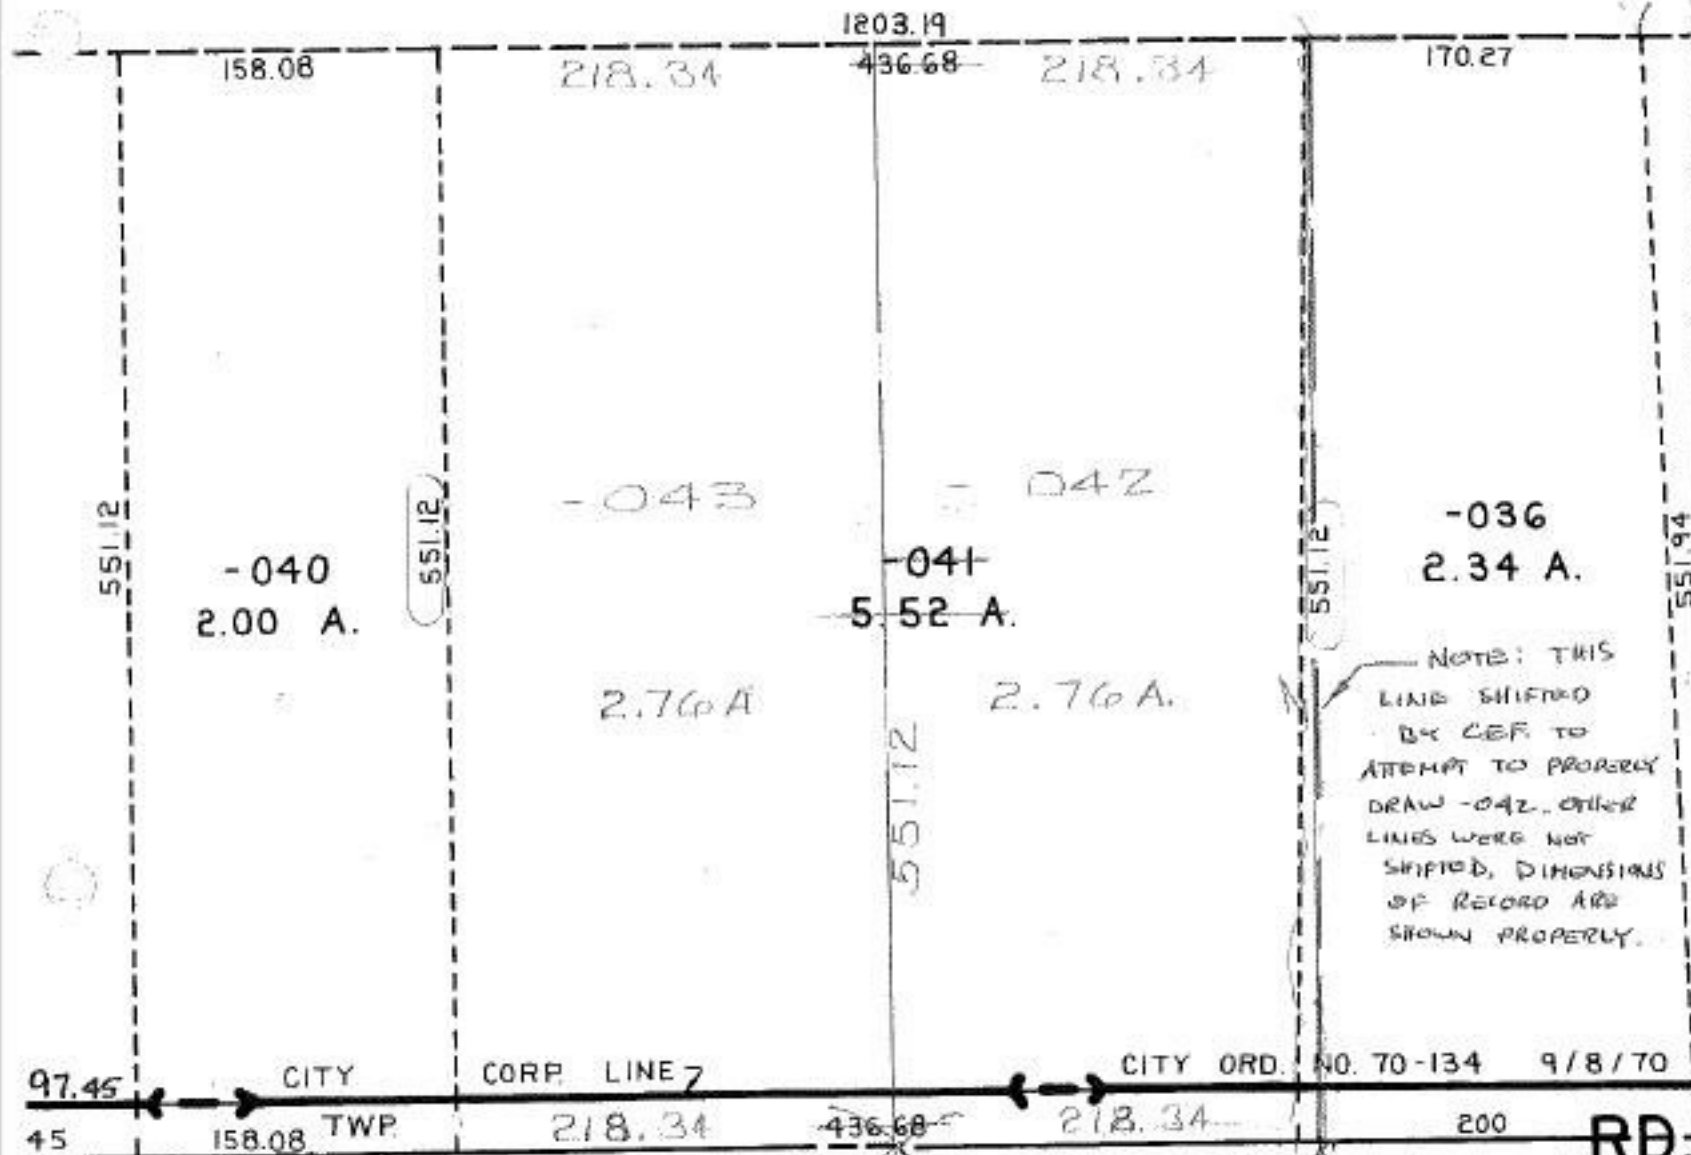 1203.19
158.08
218.34
436.68
218.34
170.27
551.12
-040
2.00 A.
551.12
-043
2.76A
-041
5.52 A.
551.12
- 042
2.76A.
551.12
-036
2.34 A.
551.94
NOTE: THIS
LINE SHIFTED
BY CEF. TO
ATTEMPT TO PROPERLY
DRAW -042. OTHER
LINES WERE NOT
SHIFTED, DIMENSIONS
OF RECORD ARE
SHOWN PROPERLY.
97.45
CITY
CORP. LINE
CITY ORD. NO. 70-134 9/8/70
45
158.08
TWP.
218.34
436.68
218.34
200
RD.